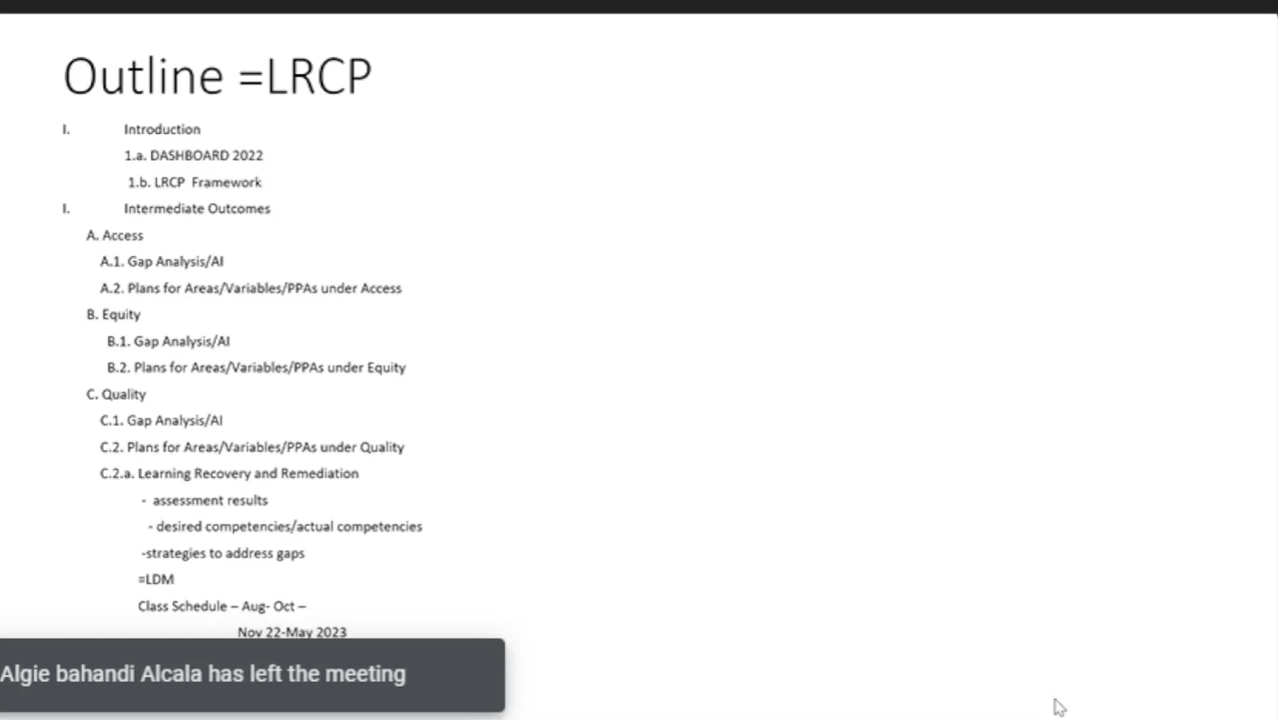 Outline =LRCP
I. Introduction
1.a. DASHBOARD 2022
1.b. LRCP Framework
I. Intermediate Outcomes
A. Access
A.1. Gap Analysis/AI
A.2. Plans for Areas/Variables/PPAs under Access
B. Equity
B.1. Gap Analysis/AI
B.2. Plans for Areas/Variables/PPAs under Equity
C. Quality
C.1. Gap Analysis/AI
C.2. Plans for Areas/Variables/PPAs under Quality
C.2.a. Learning Recovery and Remediation
- assessment results
- desired competencies/actual competencies
-strategies to address gaps
=LDM
Class Schedule – Aug- Oct –
Nov 22-May 2023
Algie bahandi Alcala has left the meeting